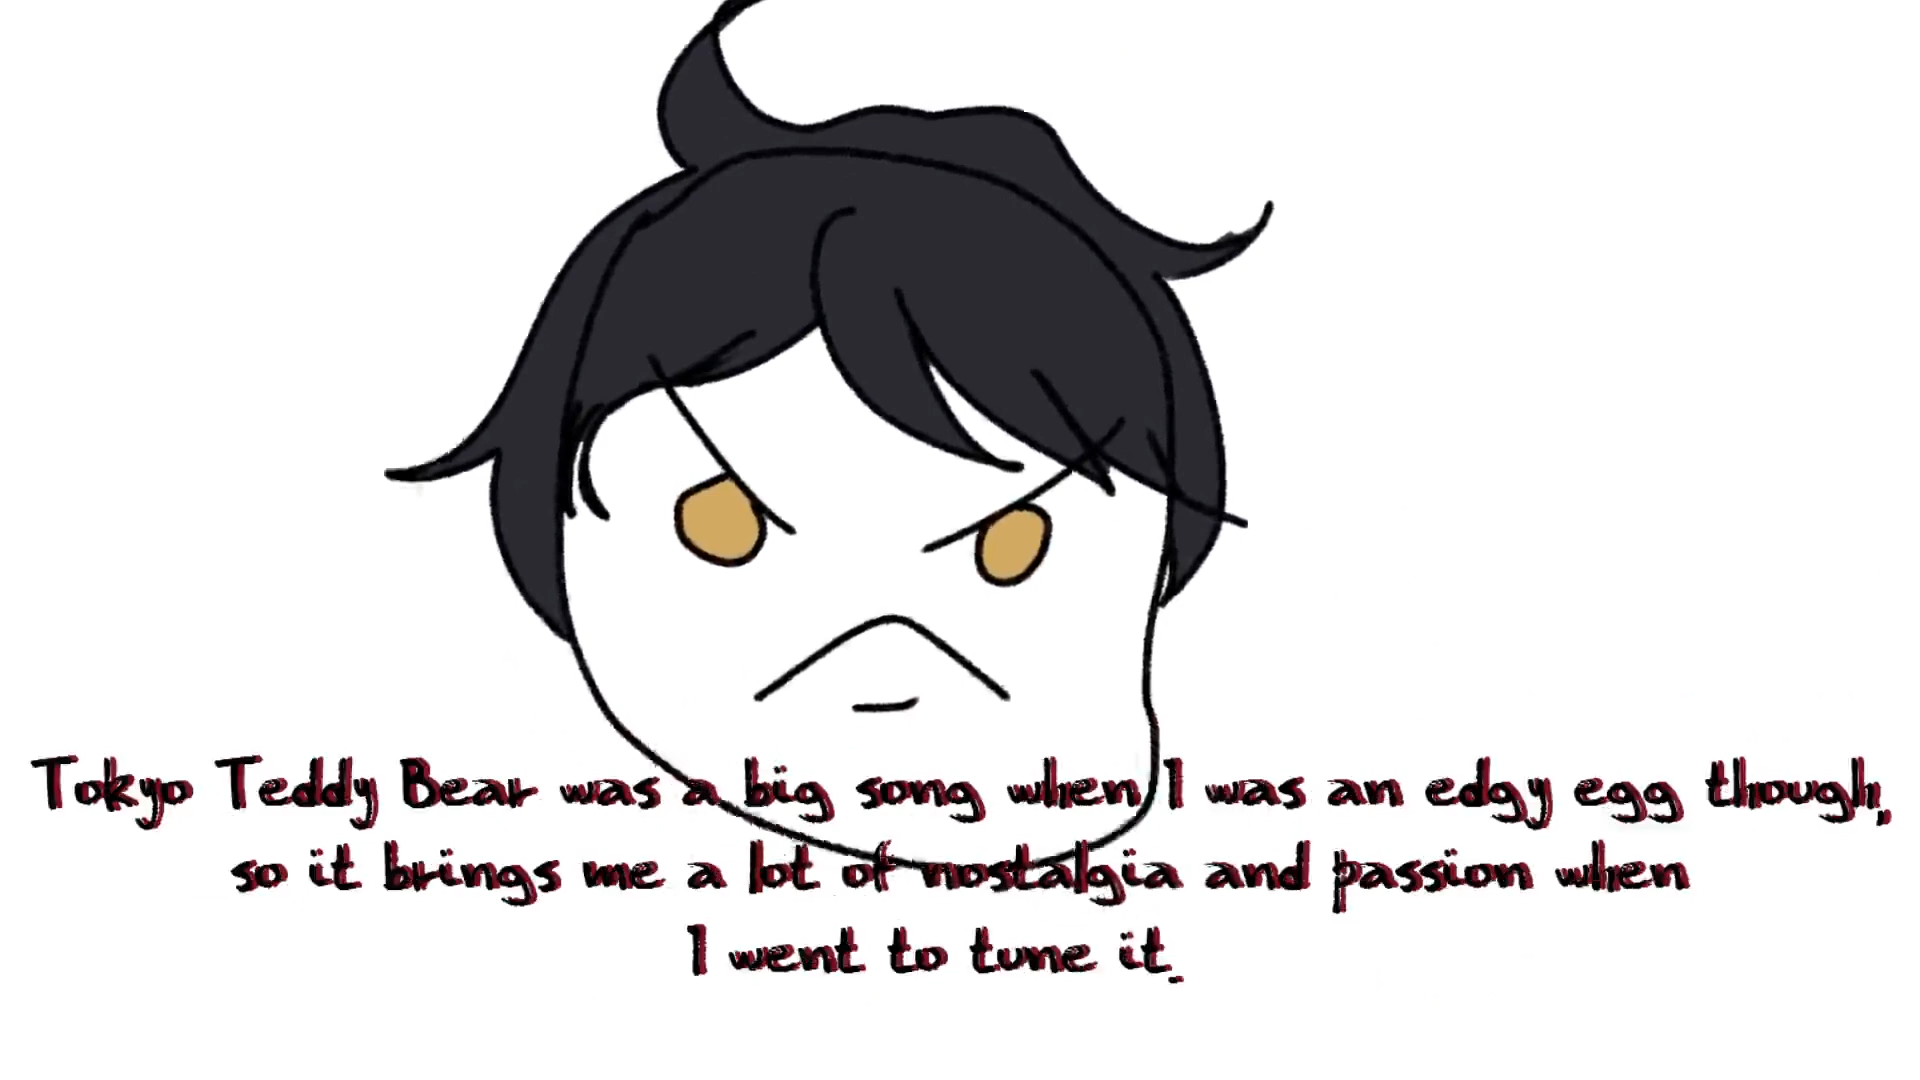 Tokyo Teddy Bear was a big song when I was an edgy egg though,
so it brings me a lot of nostalgia and passion when
I went to tune it.